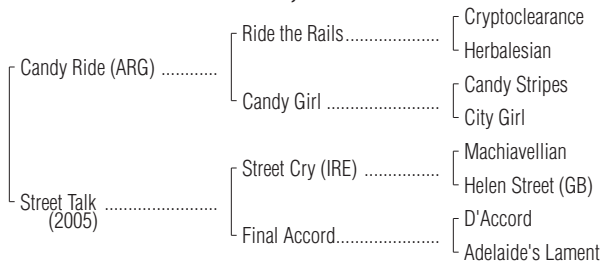 Cryptoclearance
Ride the Rails
Herbalesian
Candy Ride (ARG)
Candy Stripes
Candy Girl
City Girl
Machiavellian
Street Cry (IRE)
Helen Street (GB)
Street Talk
(2005)
D'Accord
Final Accord
Adelaide's Lament